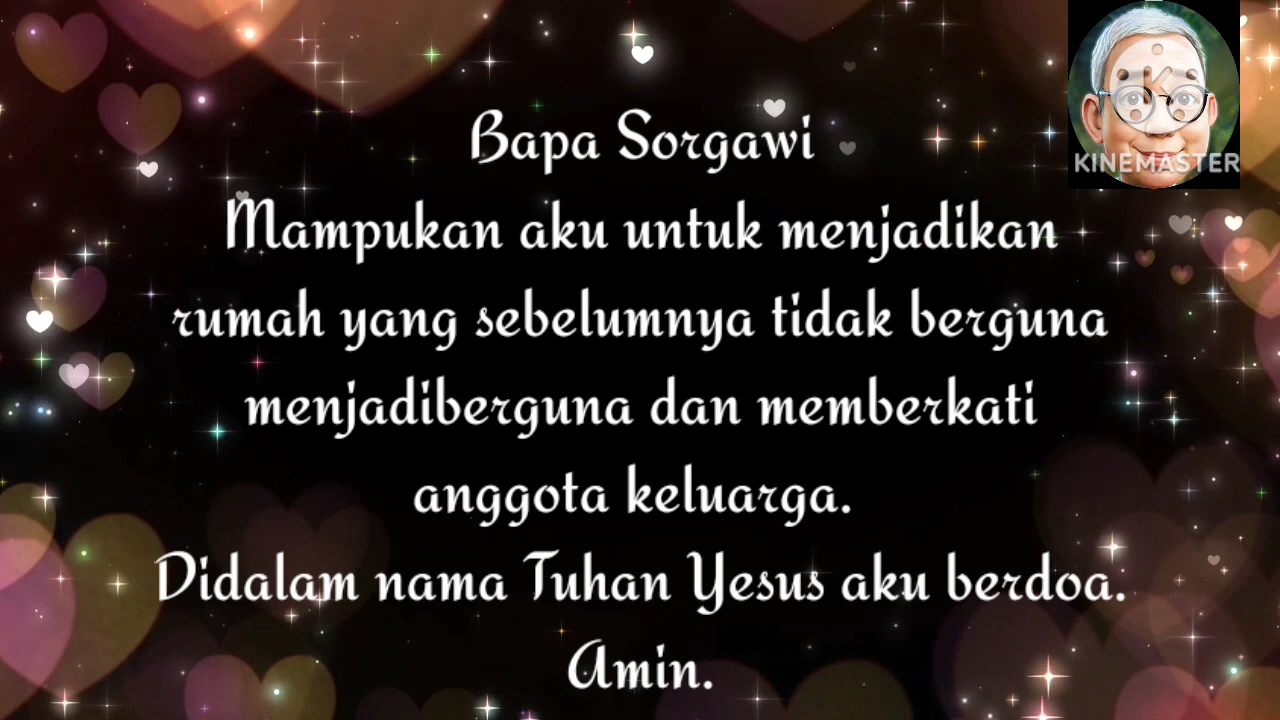 Bapa Sorgawi
KINEMASTER
Mampukan aku untuk menjadikan
rumah yang sebelumnya tidak berguna
menjadiberguna dan memberkati
anggota keluarga.
Didalam nama Tuhan Yesus aku berdoa.
Amin.